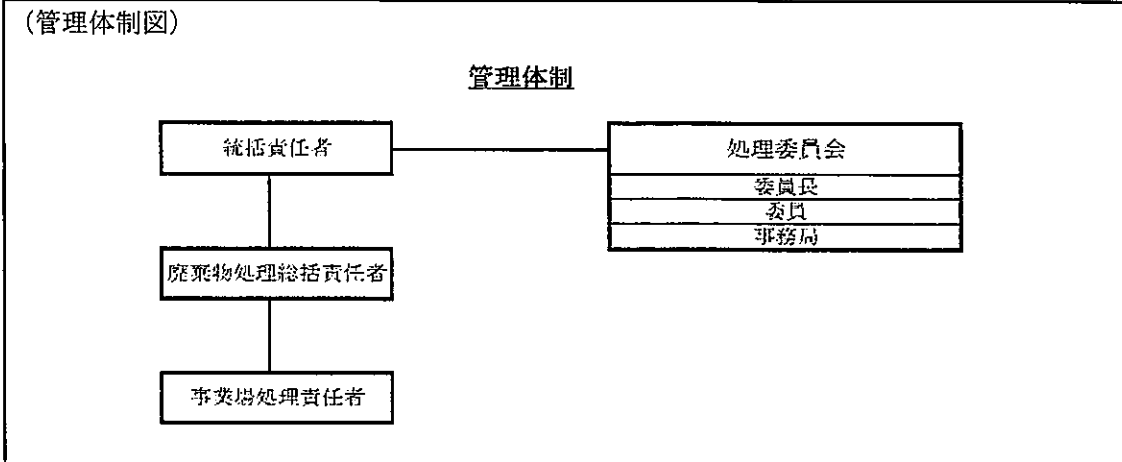 (管理体制図)
管理体制
統括責任者
処理委員会
委員長
委員
事務局
廃棄物処理総括責任者
事業場処理責任者